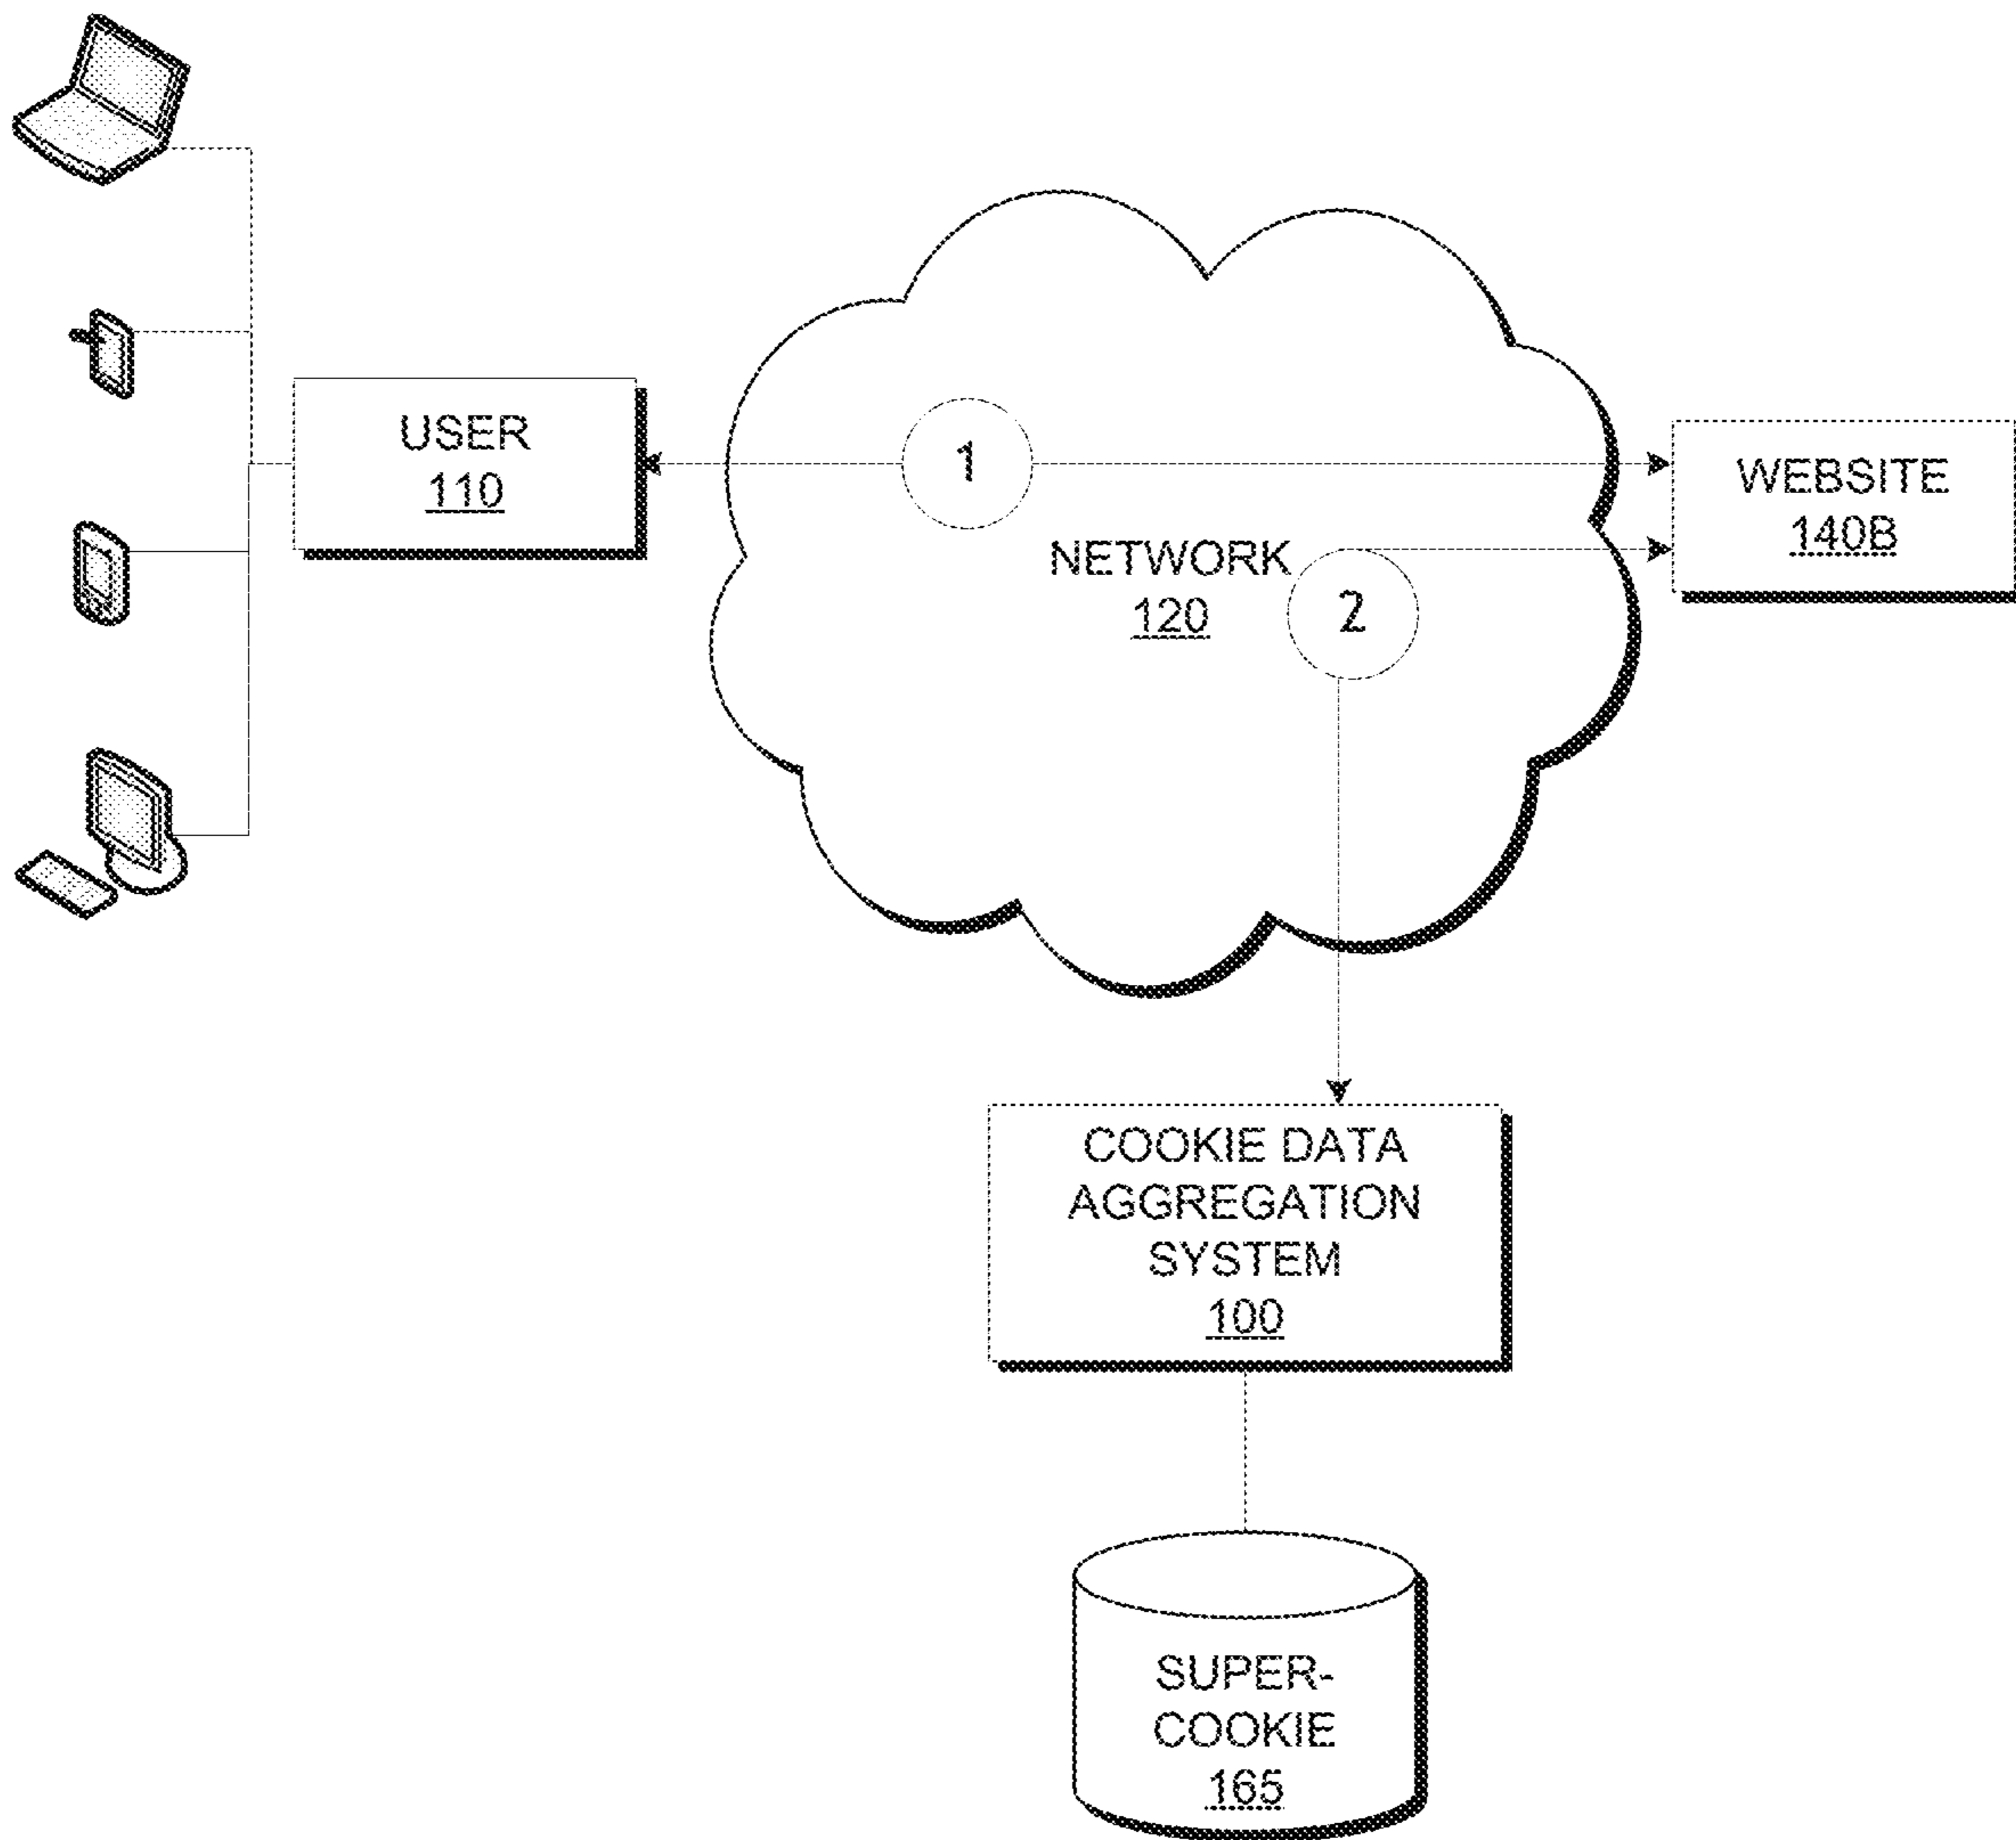 USER
110
1
NETWORK
120
2
WEBSITE
140B
COOKIE DATA
AGGREGATION
SYSTEM
100
SUPER-
COOKIE
165